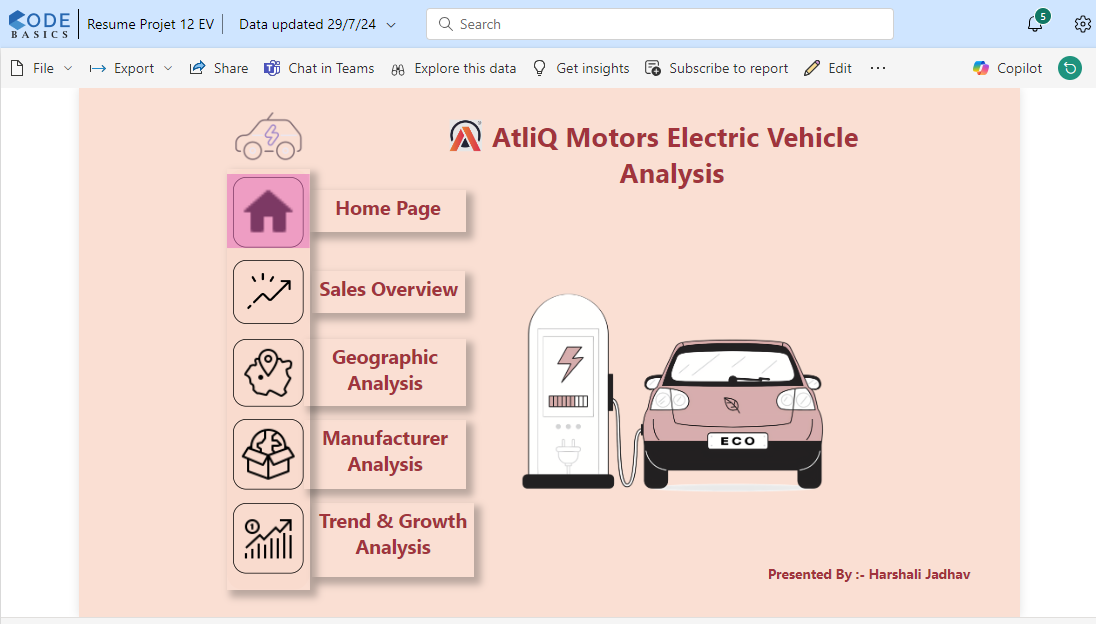 CODE
BASICS
Resume Projet 12 EV
Data updated 29/7/24
Search
5
File
Export
Share
Chat in Teams
Explore this data
Get insights
Subscribe to report
Edit
...
Copilot
AtliQ Motors Electric Vehicle
Analysis
Home Page
Sales Overview
Geographic
Analysis
Manufacturer
Analysis
1
Trend & Growth
Analysis
ECO
Presented By :- Harshali Jadhav